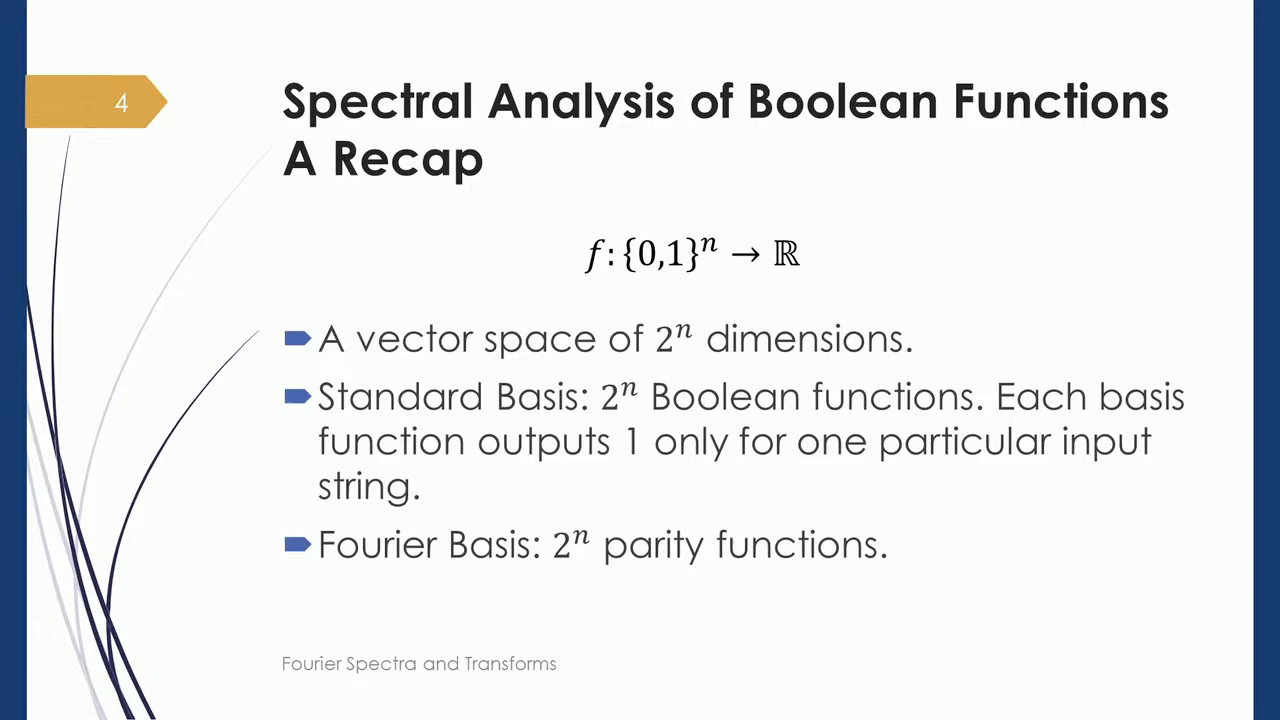 4
Spectral Analysis of Boolean Functions
A Recap
𝑓: {0,1}ⁿ → ℝ
A vector space of 2ⁿ dimensions.
Standard Basis: 2ⁿ Boolean functions. Each basis
function outputs 1 only for one particular input
string.
Fourier Basis: 2ⁿ parity functions.
Fourier Spectra and Transforms